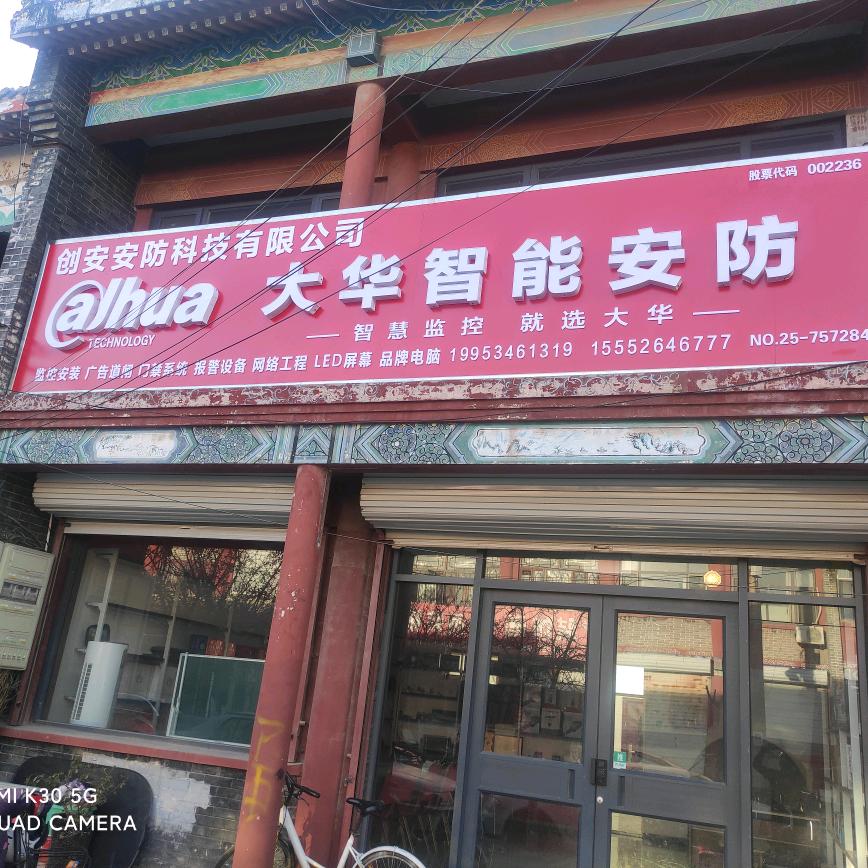 股票代码 002236
创安安防科技有限公司
alhua
TECHNOLOGY
大华智能安防
智慧监控 就选大华
监控安装 广告道闸 门禁系统 报警设备 网络工程 LED屏幕 品牌电脑 19953461319 15552646777 NO.25-757284
MI K30 5G
QUAD CAMERA